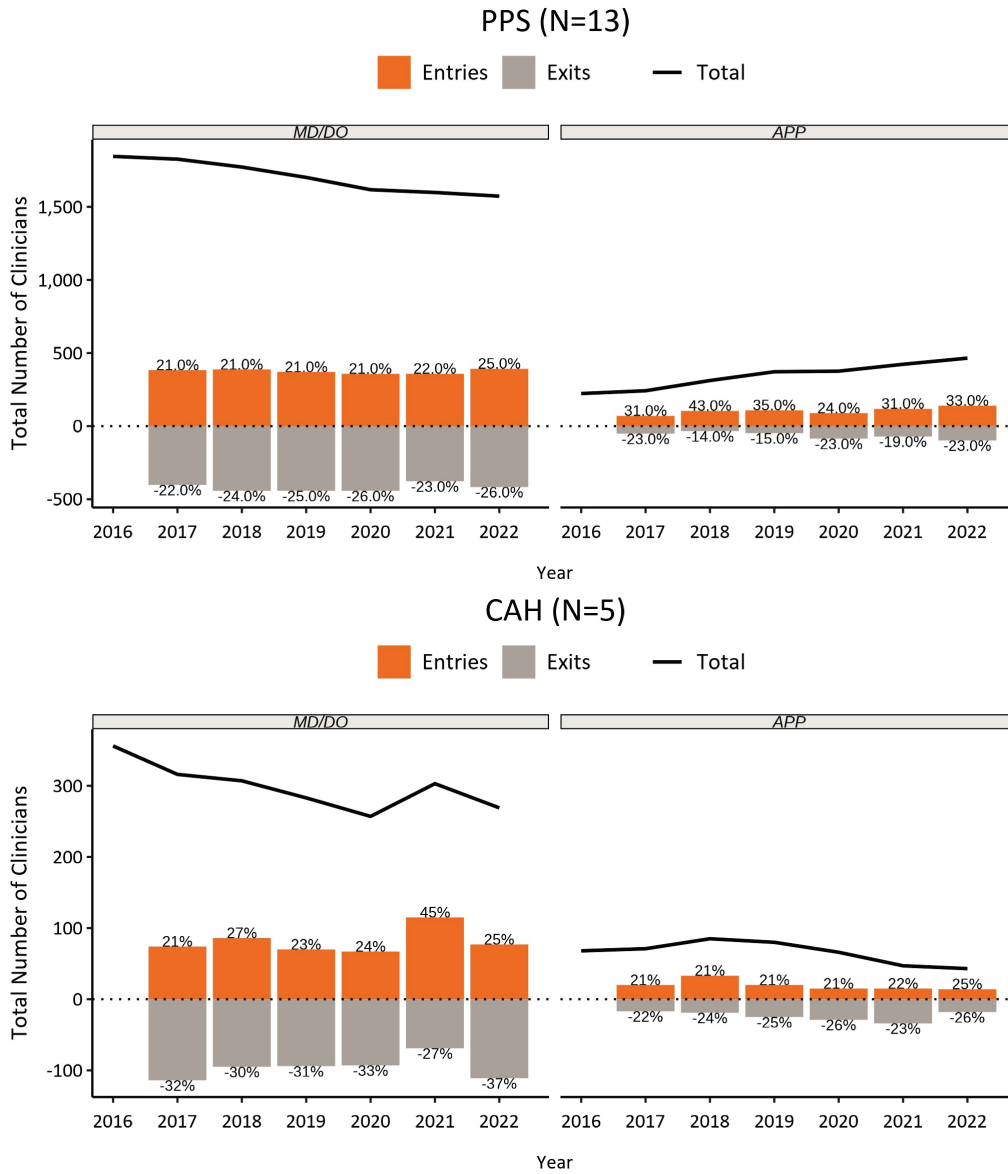 PPS (N=13)
Entries Exits Total
MD/DO APP
Total Number of Clinicians
1,500
1,000
500
0
-500
21.0% 21.0% 21.0% 21.0% 22.0% 25.0%
-22.0% -24.0% -25.0% -26.0% -23.0% -26.0%
31.0% 43.0% 35.0% 24.0% 31.0% 33.0%
-23.0% -14.0% -15.0% -23.0% -19.0% -23.0%
2016 2017 2018 2019 2020 2021 2022 2016 2017 2018 2019 2020 2021 2022
Year
CAH (N=5)
Entries Exits Total
MD/DO APP
Total Number of Clinicians
300
200
100
0
-100
21% 27% 23% 24% 45% 25%
-32% -30% -31% -33% -27% -37%
21% 21% 21% 21% 22% 25%
-22% -24% -25% -26% -23% -26%
2016 2017 2018 2019 2020 2021 2022 2016 2017 2018 2019 2020 2021 2022
Year